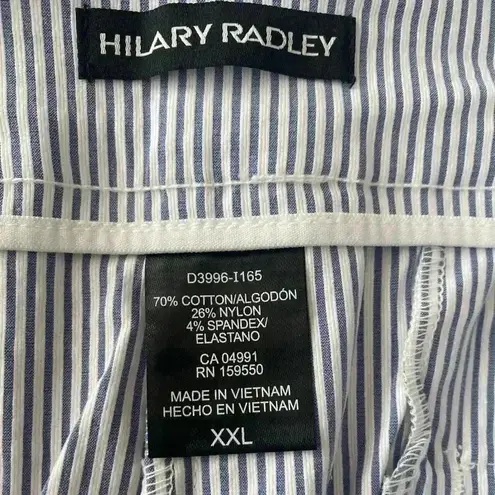 HILARY RADLEY
D3996-I165
70% COTTON/ALGODÓN
26% NYLON
4% SPANDEX/
ELASTANO
CA 04991
RN 159550
MADE IN VIETNAM
HECHO EN VIETNAM
XXL